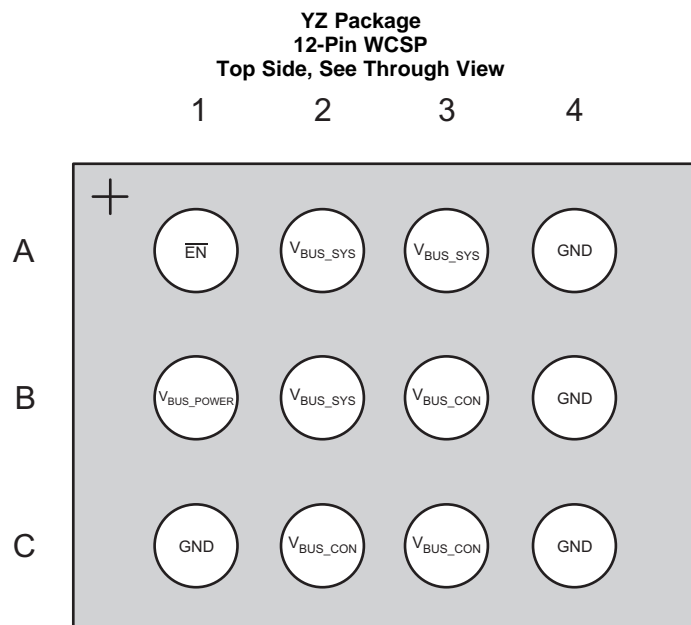 YZ Package
12-Pin WCSP
Top Side, See Through View
1 2 3 4
A EN VBUS_SYS VBUS_SYS GND
B VBUS_POWER VBUS_SYS VBUS_CON GND
C GND VBUS_CON VBUS_CON GND